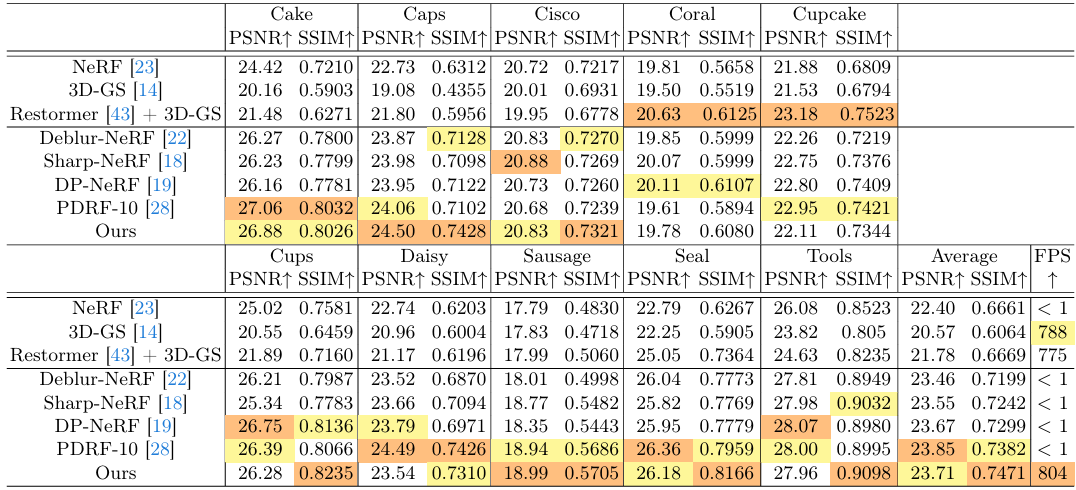 Cake Caps Cisco Coral Cupcake
PSNR↑ SSIM↑ PSNR↑ SSIM↑ PSNR↑ SSIM↑ PSNR↑ SSIM↑ PSNR↑ SSIM↑
NeRF [23] 24.42 0.7210 22.73 0.6312 20.72 0.7217 19.81 0.5658 21.88 0.6809
3D-GS [14] 20.16 0.5903 19.08 0.4355 20.01 0.6931 19.50 0.5519 21.53 0.6794
Restormer [43] + 3D-GS 21.48 0.6271 21.80 0.5956 19.95 0.6778 20.63 0.6125 23.18 0.7523
Deblur-NeRF [22] 26.27 0.7800 23.87 0.7128 20.83 0.7270 19.85 0.5999 22.26 0.7219
Sharp-NeRF [18] 26.23 0.7799 23.98 0.7098 20.88 0.7269 20.07 0.5999 22.75 0.7376
DP-NeRF [19] 26.16 0.7781 23.95 0.7122 20.73 0.7260 20.11 0.6107 22.80 0.7409
PDRF-10 [28] 27.06 0.8032 24.06 0.7102 20.68 0.7239 19.61 0.5894 22.95 0.7421
Ours 26.88 0.8026 24.50 0.7428 20.83 0.7321 19.78 0.6080 22.11 0.7344
Cups Daisy Sausage Seal Tools Average FPS
PSNR↑ SSIM↑ PSNR↑ SSIM↑ PSNR↑ SSIM↑ PSNR↑ SSIM↑ PSNR↑ SSIM↑ PSNR↑ SSIM↑ ↑
NeRF [23] 25.02 0.7581 22.74 0.6203 17.79 0.4830 22.79 0.6267 26.08 0.8523 22.40 0.6661 < 1
3D-GS [14] 20.55 0.6459 20.96 0.6004 17.83 0.4718 22.25 0.5905 23.82 0.805 20.57 0.6064 788
Restormer [43] + 3D-GS 21.89 0.7160 21.17 0.6196 17.99 0.5060 25.05 0.7364 24.63 0.8235 21.78 0.6669 775
Deblur-NeRF [22] 26.21 0.7987 23.52 0.6870 18.01 0.4998 26.04 0.7773 27.81 0.8949 23.46 0.7199 < 1
Sharp-NeRF [18] 25.34 0.7783 23.66 0.7094 18.77 0.5482 25.82 0.7769 27.98 0.9032 23.55 0.7242 < 1
DP-NeRF [19] 26.75 0.8136 23.79 0.6971 18.35 0.5443 25.95 0.7779 28.07 0.8980 23.67 0.7299 < 1
PDRF-10 [28] 26.39 0.8066 24.49 0.7426 18.94 0.5686 26.36 0.7959 28.00 0.8995 23.85 0.7382 < 1
Ours 26.28 0.8235 23.54 0.7310 18.99 0.5705 26.18 0.8166 27.96 0.9098 23.71 0.7471 804